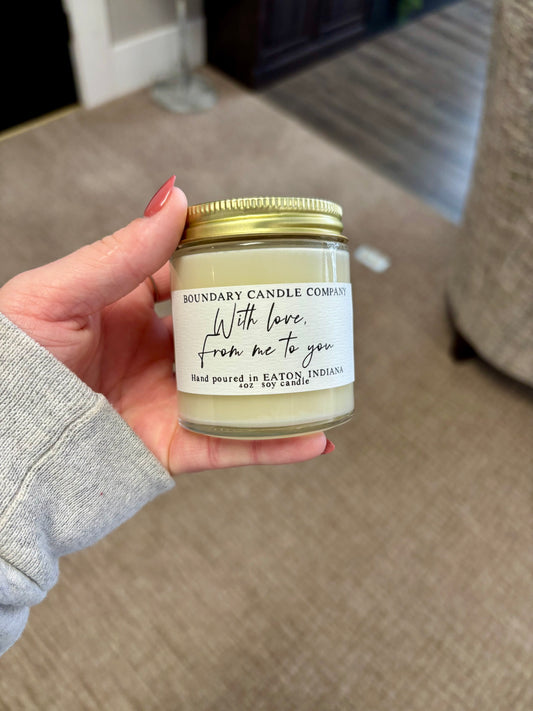 BOUNDARY CANDLE COMPANY
With love,
From me to you
Hand poured in EATON, INDIANA
4OZ soy candle